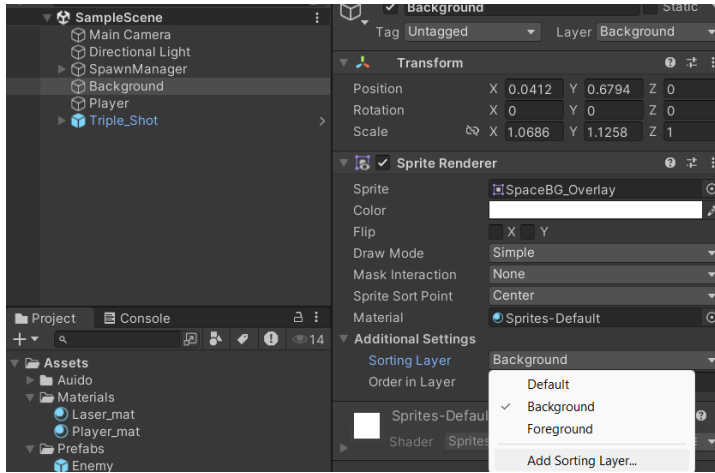 SampleScene
Main Camera
Directional Light
SpawnManager
Background
Player
Triple_Shot
Background Static
Tag Untagged Layer Background
Transform
Position X 0.0412 Y 0.6794 Z 0
Rotation X 0 Y 0 Z 0
Scale X 1.0686 Y 1.1258 Z 1
Sprite Renderer
Sprite SpaceBG_Overlay
Color
Flip X Y
Draw Mode Simple
Mask Interaction None
Sprite Sort Point Center
Material Sprites-Default
Additional Settings
Sorting Layer Background
Order in Layer
Default
Background
Foreground
Add Sorting Layer...
Sprites-Defaul
Shader Sprites
Project Console
14
Assets
Auido
Materials
Laser_mat
Player_mat
Prefabs
Enemy